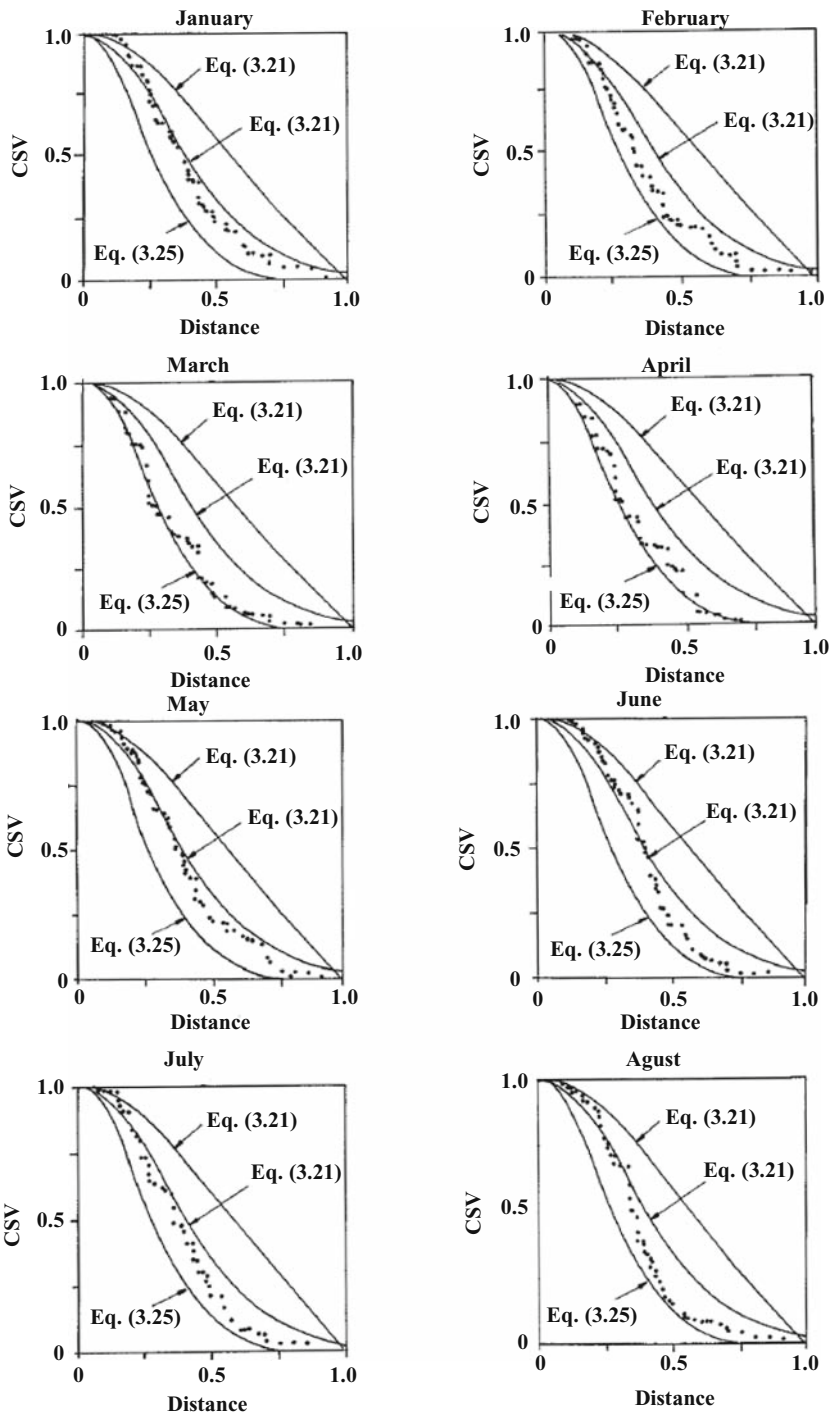 January
1.0
Eq. (3.21)
Eq. (3.21)
CSV
0.5
Eq. (3.25)
0
0
0.5
1.0
Distance
February
1.0
Eq. (3.21)
Eq. (3.21)
CSV
0.5
Eq. (3.25)
0
0
0.5
1.0
Distance
March
1.0
Eq. (3.21)
Eq. (3.21)
CSV
0.5
Eq. (3.25)
0
0
0.5
1.0
Distance
April
1.0
Eq. (3.21)
Eq. (3.21)
CSV
0.5
Eq. (3.25)
0
0
0.5
1.0
Distance
May
1.0
Eq. (3.21)
Eq. (3.21)
CSV
0.5
Eq. (3.25)
0
0
0.5
1.0
Distance
June
1.0
Eq. (3.21)
Eq. (3.21)
CSV
0.5
Eq. (3.25)
0
0
0.5
1.0
Distance
July
1.0
Eq. (3.21)
Eq. (3.21)
CSV
0.5
Eq. (3.25)
0
0
0.5
1.0
Distance
Agust
1.0
Eq. (3.21)
Eq. (3.21)
CSV
0.5
Eq. (3.25)
0
0
0.5
1.0
Distance